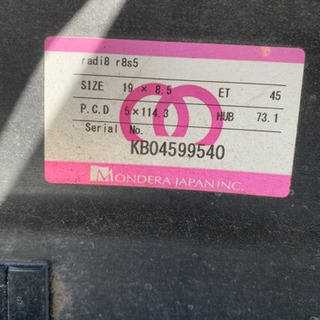 radi8 r8s5
SIZE 19 × 8.5 ET 45
P.C.D 5×114.3 HUB 73.1
Serial No.
KB04599540
MONDERA JAPAN INC.